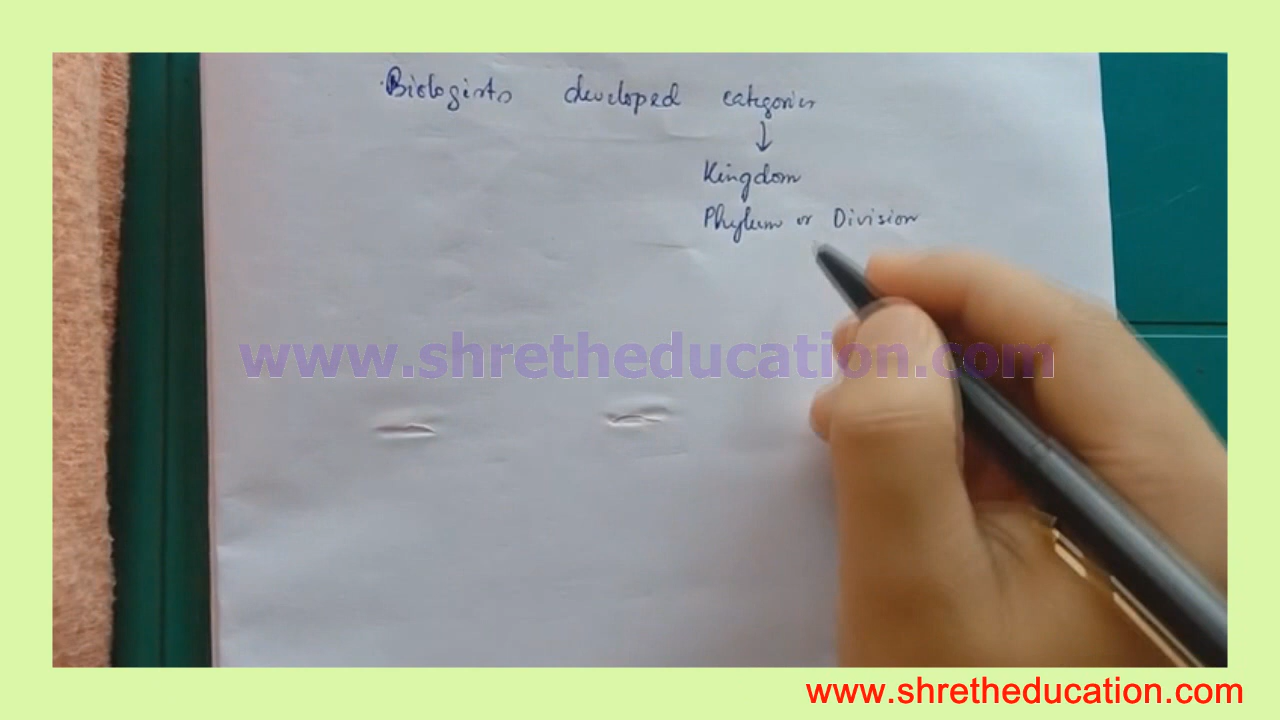 Biologists developed categories
↓
Kingdom
Phylum or Division
www.shretheducation.com
www.shretheducation.com